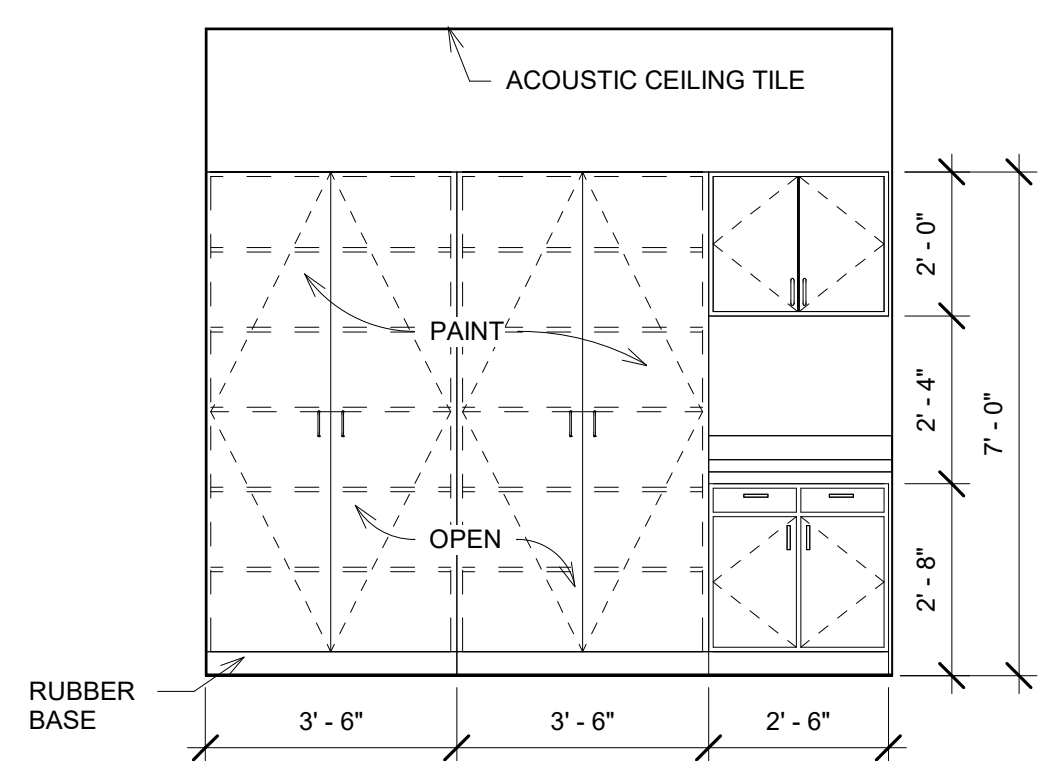 ACOUSTIC CEILING TILE
2' - 0"
PAINT
2' - 4"
7' - 0"
OPEN
2' - 8"
RUBBER
BASE
3' - 6"
3' - 6"
2' - 6"